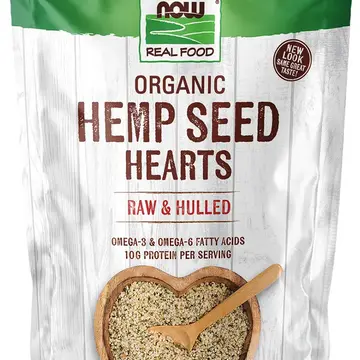 NOW
REAL FOOD
NEW
LOOK
SAME GREAT
TASTE!
ORGANIC
HEMP SEED
HEARTS
RAW & HULLED
OMEGA-3 & OMEGA-6 FATTY ACIDS
10G PROTEIN PER SERVING